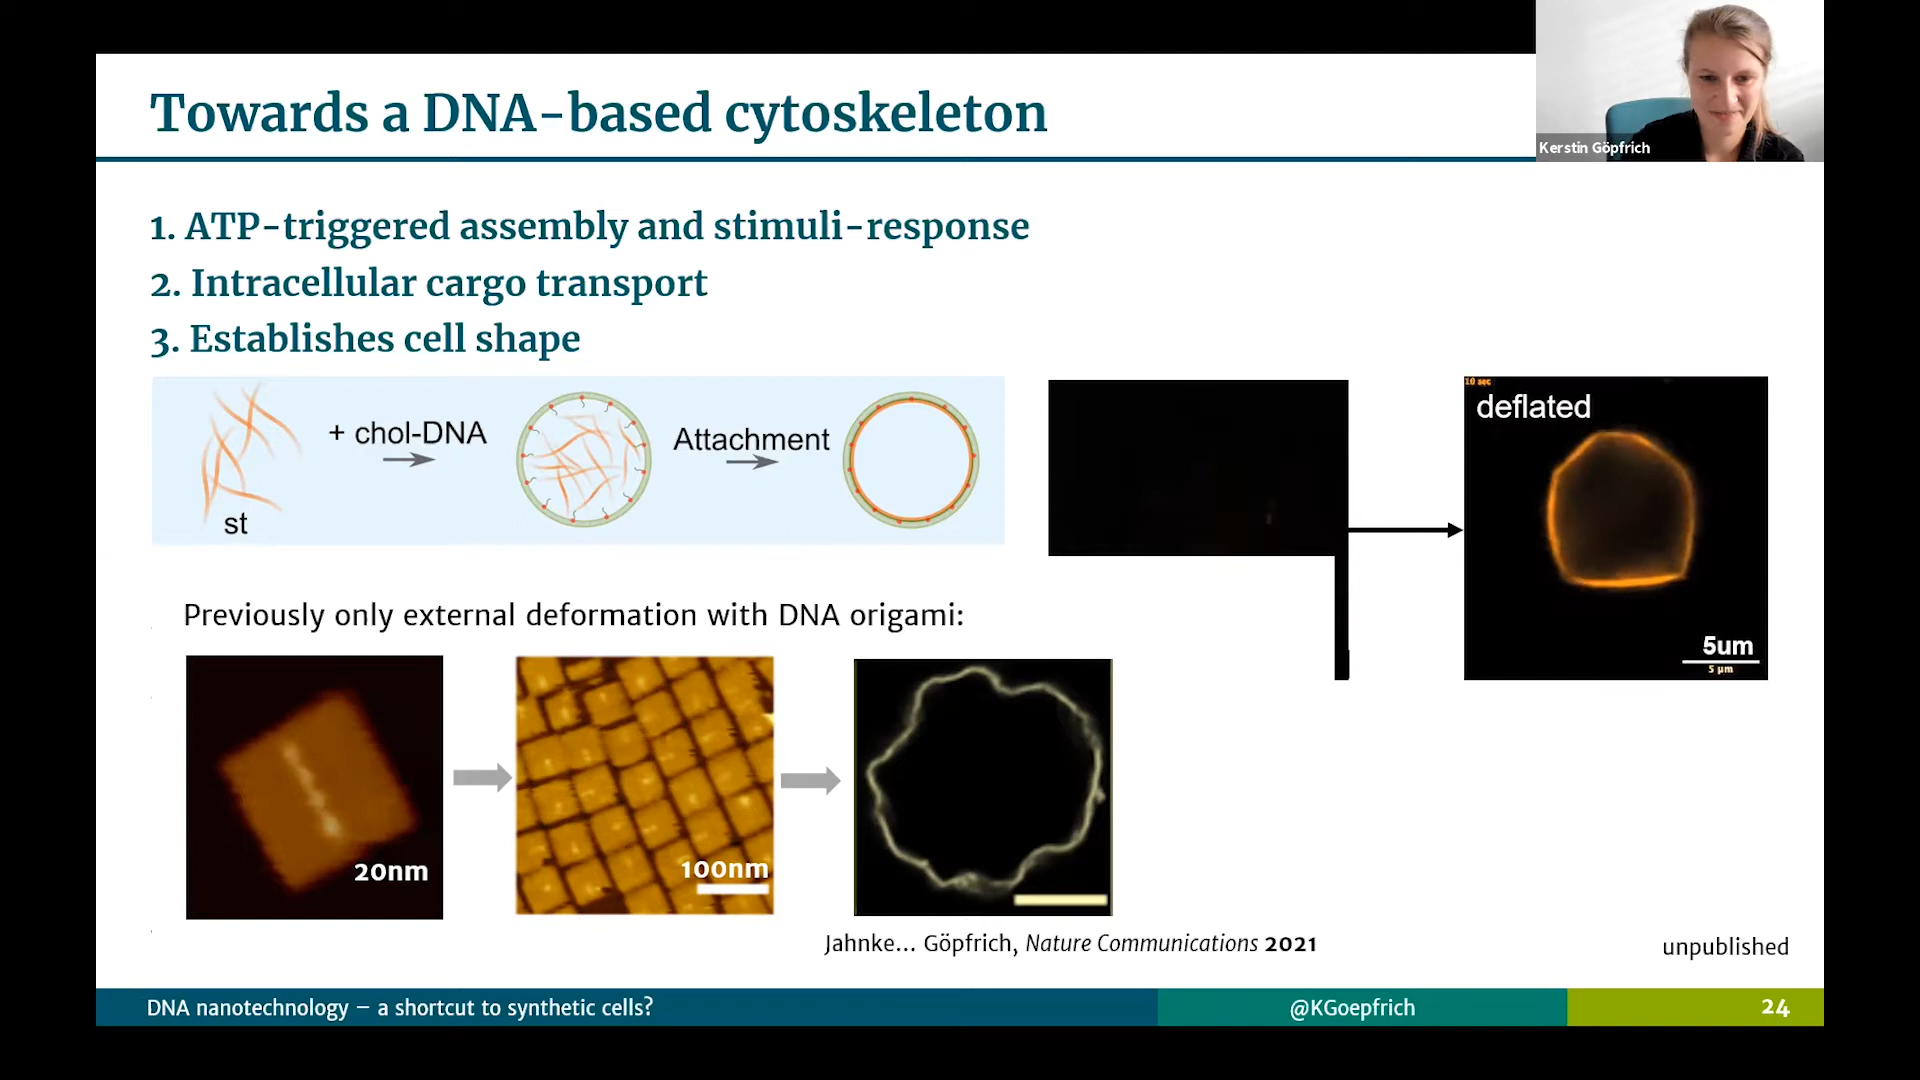 Towards a DNA-based cytoskeleton
Kerstin Göpfrich
1. ATP-triggered assembly and stimuli-response
2. Intracellular cargo transport
3. Establishes cell shape
+ chol-DNA
Attachment
st
10 sec
deflated
5um
5 µm
Previously only external deformation with DNA origami:
20nm
100nm
Jahnke... Göpfrich, Nature Communications 2021
unpublished
DNA nanotechnology – a shortcut to synthetic cells?
@KGoepfrich
24